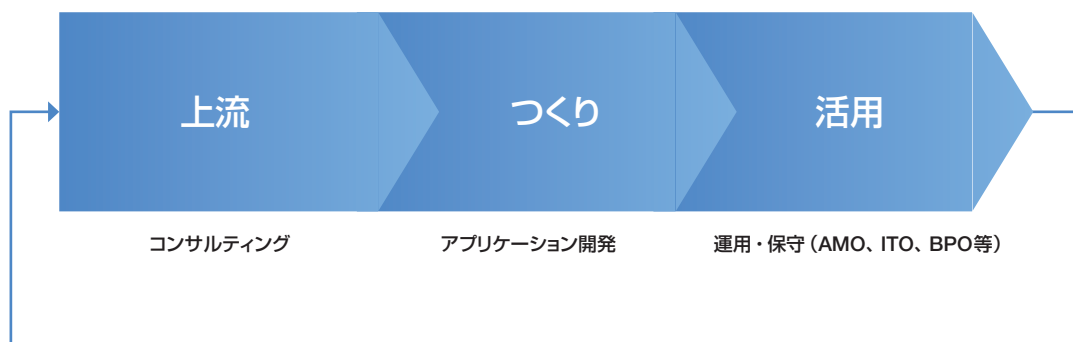 上流
つくり
活用
コンサルティング
アプリケーション開発
運用・保守（AMO、ITO、BPO等）